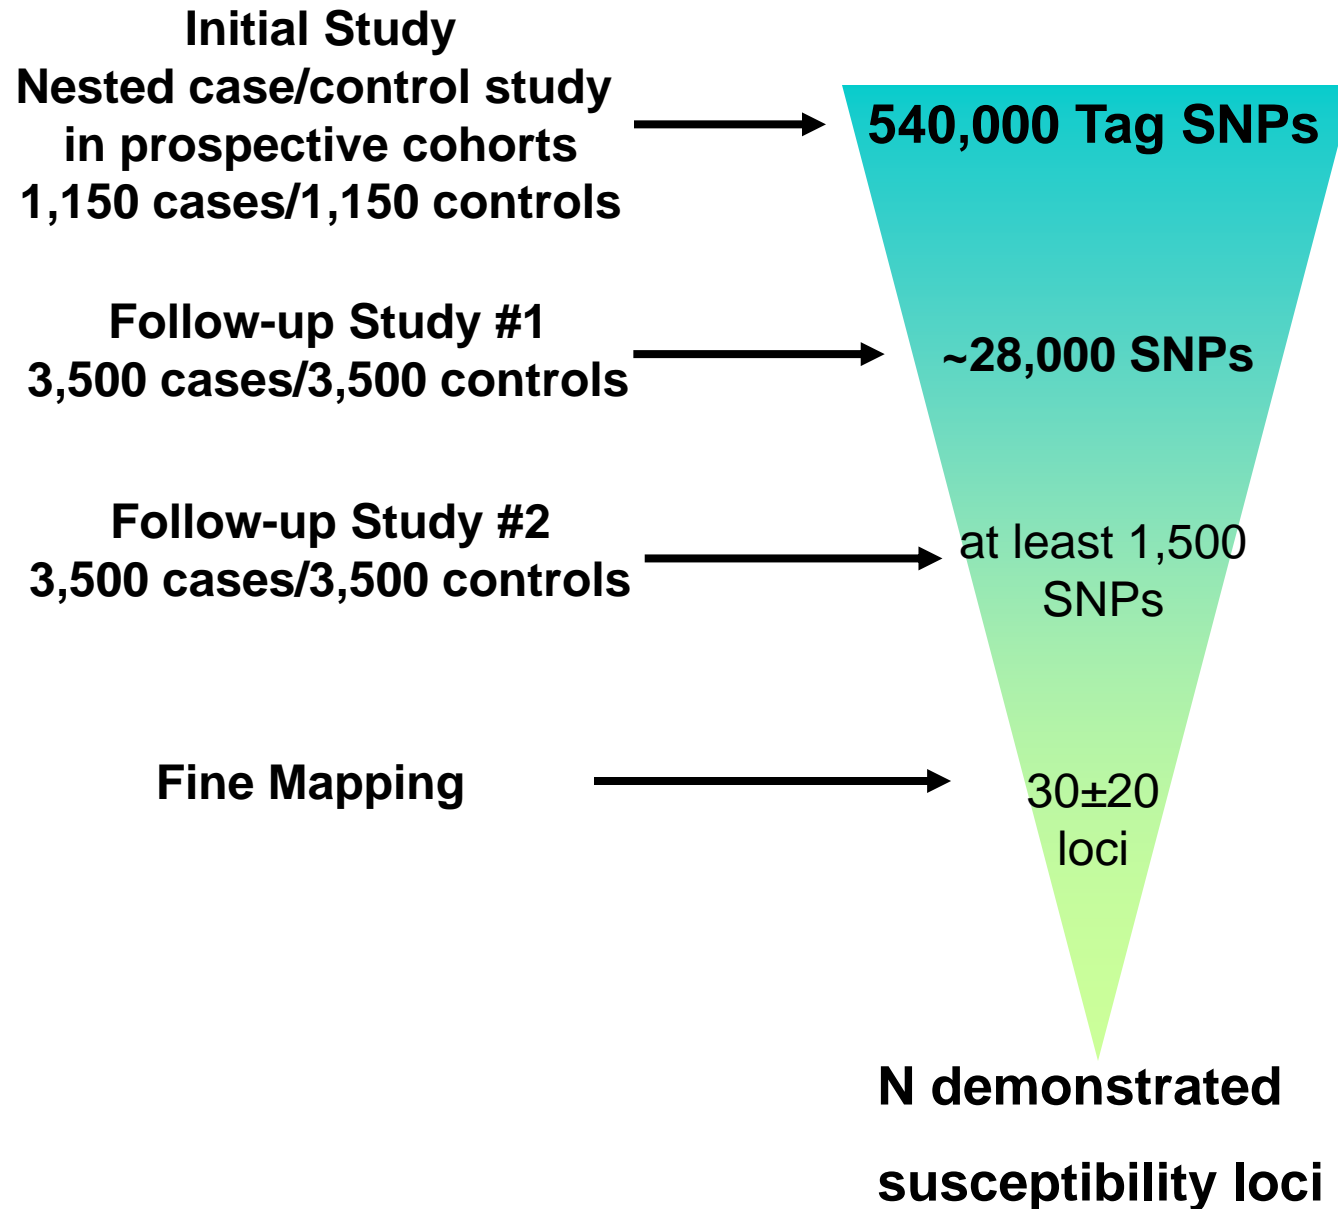 Initial Study
Nested case/control study
in prospective cohorts
1,150 cases/1,150 controls
540,000 Tag SNPs
Follow-up Study #1
3,500 cases/3,500 controls
~28,000 SNPs
Follow-up Study #2
3,500 cases/3,500 controls
at least 1,500
SNPs
Fine Mapping
30±20
loci
N demonstrated
susceptibility loci